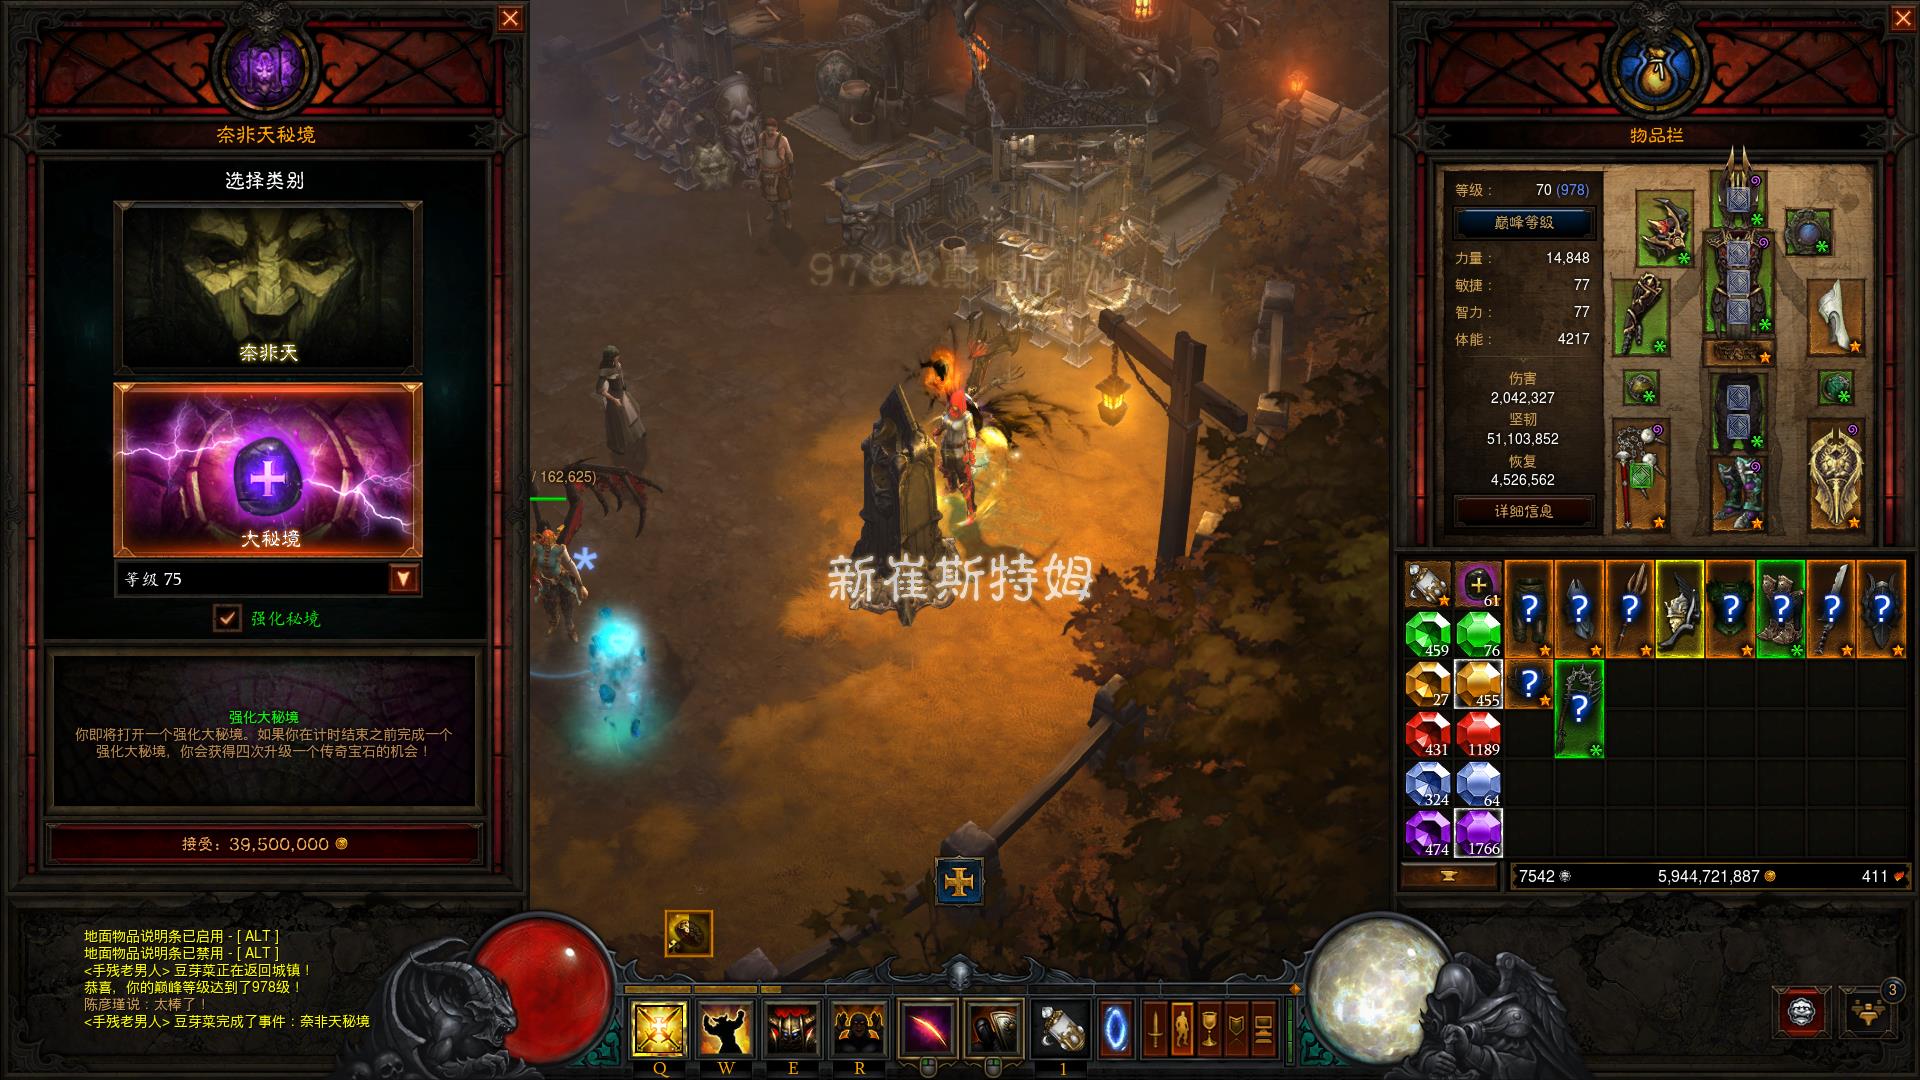 奈非天秘境
选择类别
奈非天
大秘境
等级 75
强化秘境
强化大秘境
你即将打开一个强化大秘境。如果你在计时结束之前完成一个
强化大秘境，你会获得四次升级一个传奇宝石的机会！
接受：39,500,000
地面物品说明条已启用 - [ ALT ]
地面物品说明条已禁用 - [ ALT ]
<手残老男人> 豆芽菜正在返回城镇！
恭喜，你的巅峰等级达到了978级！
陈彦瑾说：太棒了！
<手残老男人> 豆芽菜完成了事件：奈非天秘境
/ 162,625)
新崔斯特姆
Q
W
E
R
1
物品栏
等级： 70 (978)
巅峰等级
力量： 14,848
敏捷： 77
智力： 77
体能： 4217
伤害
2,042,327
坚韧
51,103,852
恢复
4,526,562
详细信息
61
? ? ? ? ? ? ?
459 76
27 455 ? ?
431 1189
324 64
474 1766
7542 5,944,721,887 411
3